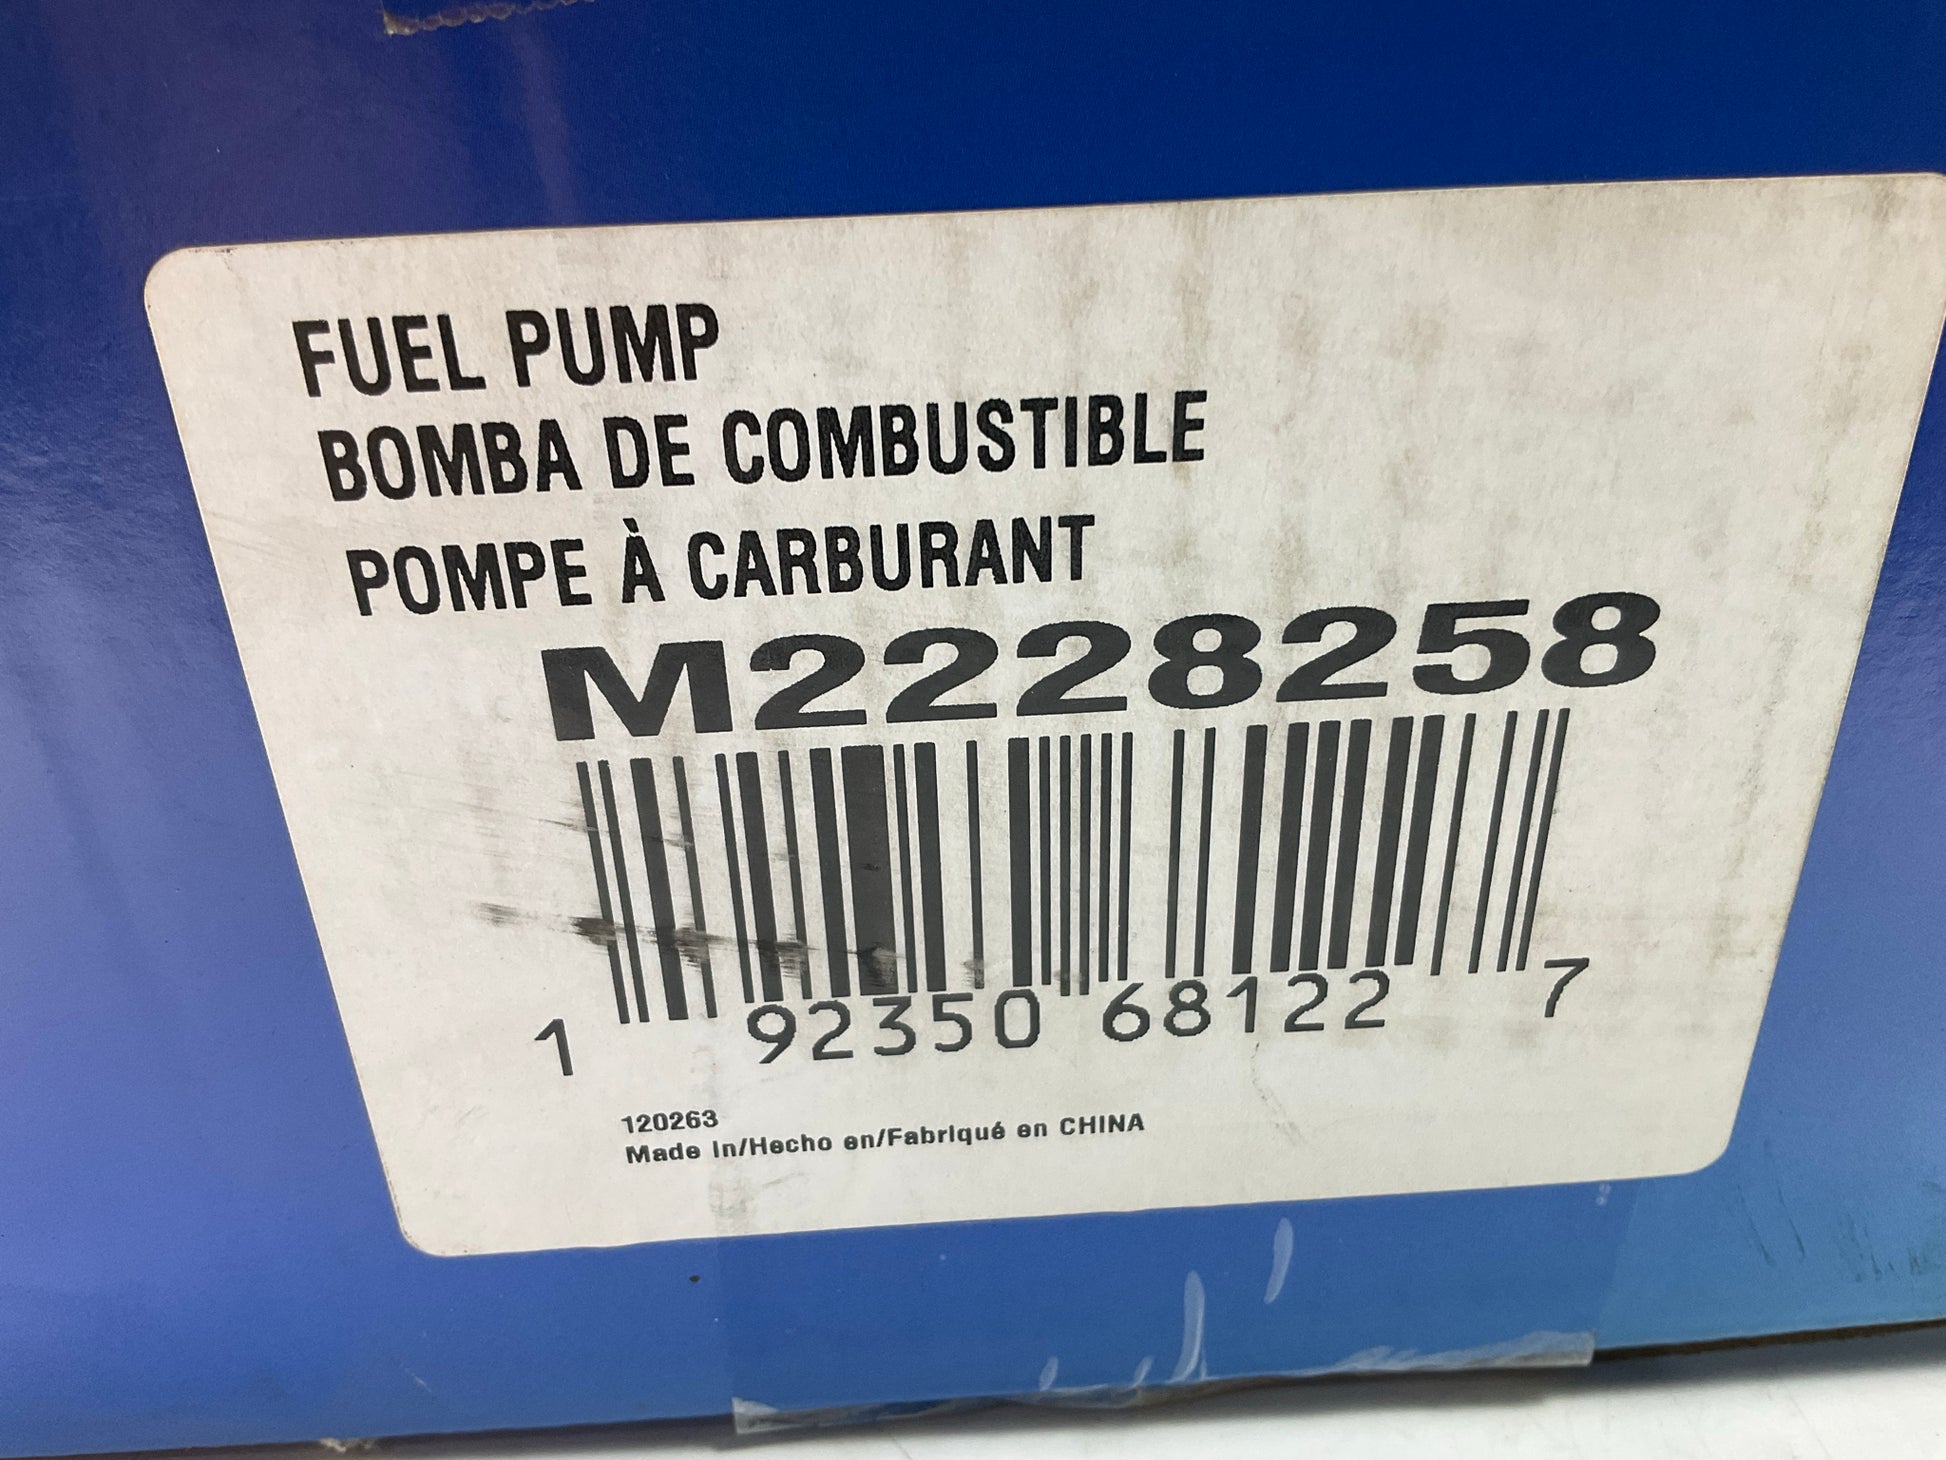 FUEL PUMP
BOMBA DE COMBUSTIBLE
POMPE À CARBURANT
M2228258
1 92350 68122 7
120263
Made In/Hecho en/Fabriqué en CHINA